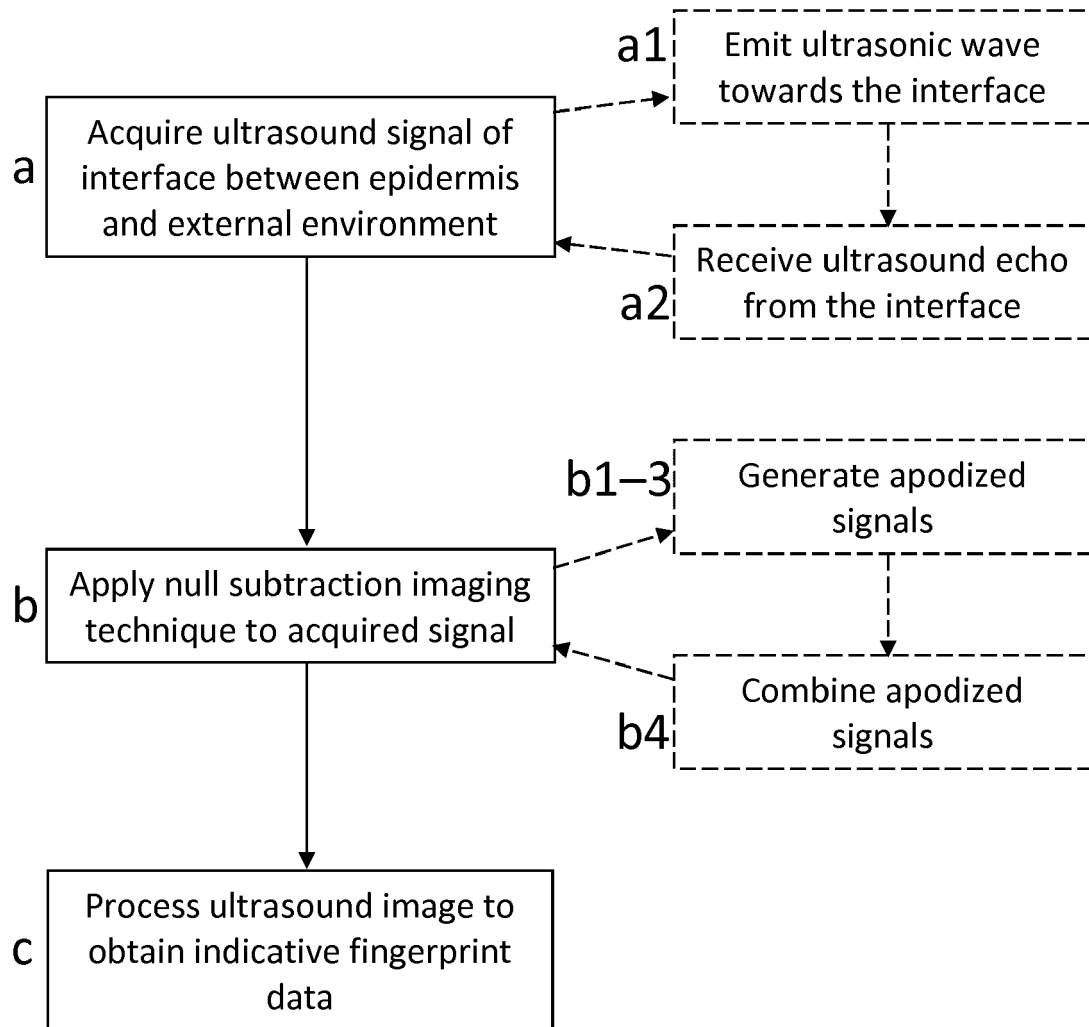 a1
Emit ultrasonic wave
towards the interface
a
Acquire ultrasound signal of
interface between epidermis
and external environment
a2
Receive ultrasound echo
from the interface
b1–3
Generate apodized
signals
b
Apply null subtraction imaging
technique to acquired signal
b4
Combine apodized
signals
c
Process ultrasound image to
obtain indicative fingerprint
data